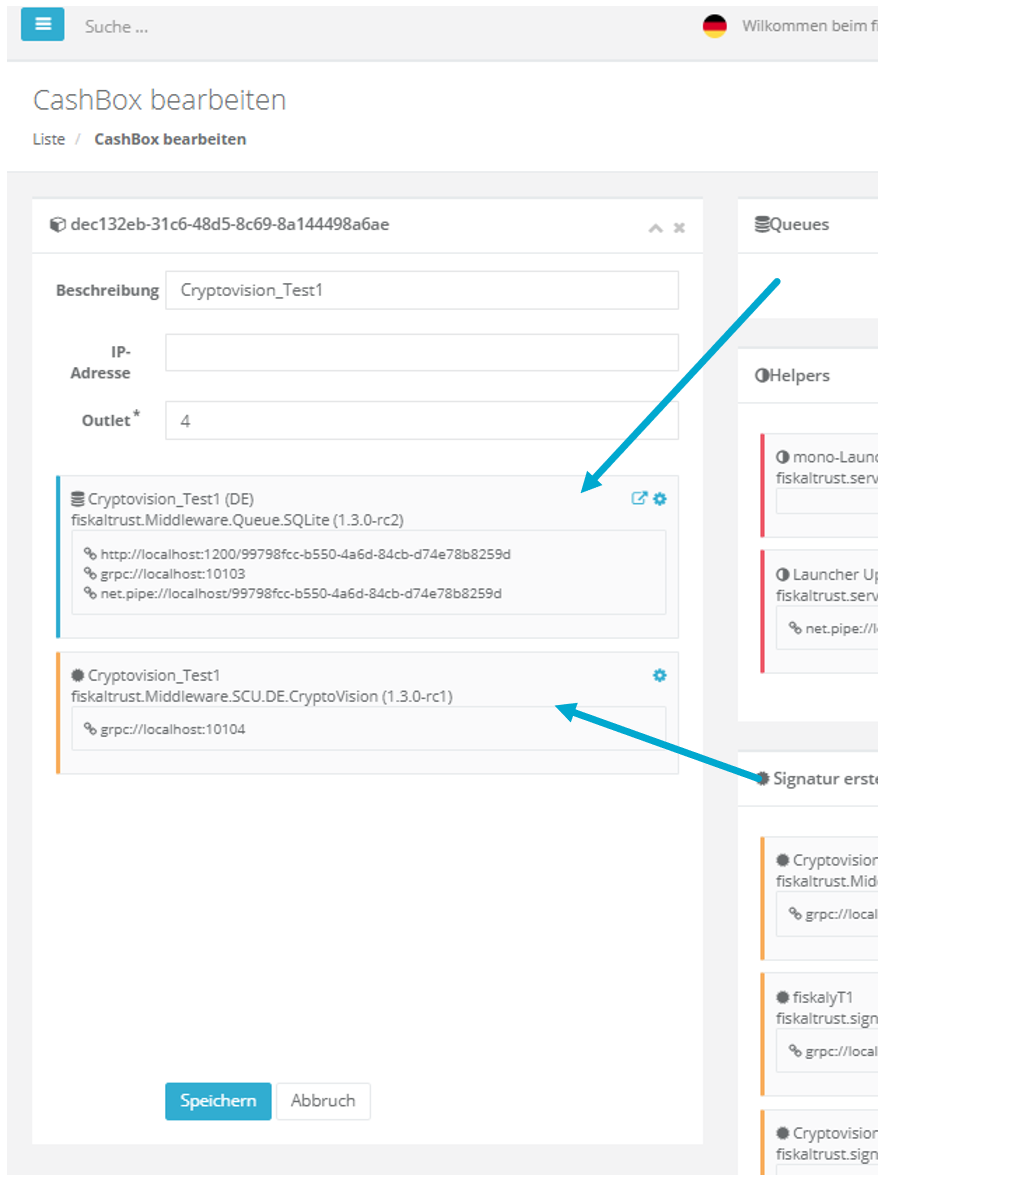 Suche ...
Wilkommen beim
CashBox bearbeiten
Liste / CashBox bearbeiten
dec132eb-31c6-48d5-8c69-8a144498a6ae
Beschreibung Cryptovision_Test1
IP-
Adresse
Outlet* 4
Cryptovision_Test1 (DE)
fiskaltrust.Middleware.Queue.SQLite (1.3.0-rc2)
http://localhost:1200/99798fcc-b550-4a6d-84cb-d74e78b8259d
grpc://localhost:10103
net.pipe://localhost/99798fcc-b550-4a6d-84cb-d74e78b8259d
Cryptovision_Test1
fiskaltrust.Middleware.SCU.DE.CryptoVision (1.3.0-rc1)
grpc://localhost:10104
Speichern
Abbruch
Queues
Helpers
mono-Launc
fiskaltrust.serv
Launcher Up
fiskaltrust.serv
net.pipe://l
Signatur erste
Cryptovision
fiskaltrust.Mid
grpc://local
fiskalyT1
fiskaltrust.sign
grpc://local
Cryptovision
fiskaltrust.sign